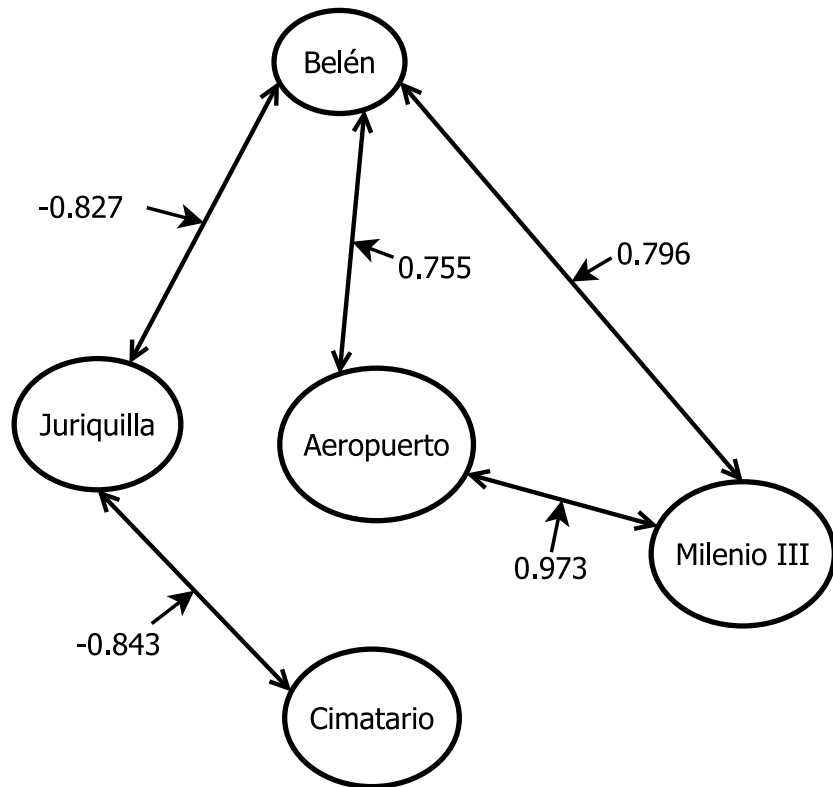 Belén
-0.827
0.755
0.796
Juriquilla
Aeropuerto
Milenio III
0.973
-0.843
Cimatario